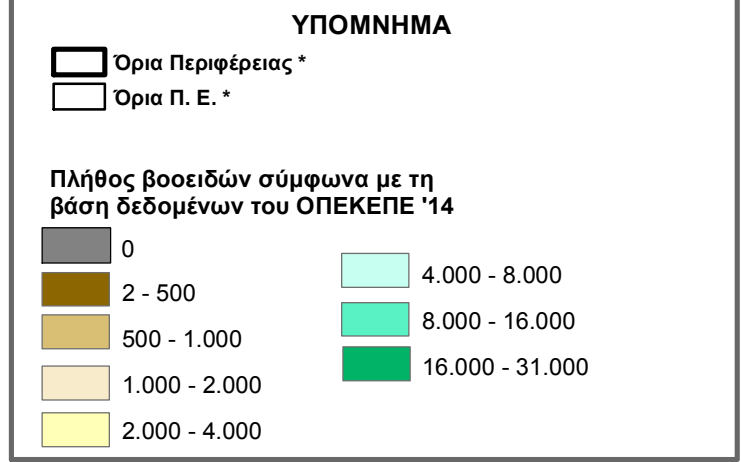 ΥΠΟΜΝΗΜΑ
Όρια Περιφέρειας *
Όρια Π. Ε. *
Πλήθος βοοειδών σύμφωνα με τη
βάση δεδομένων του ΟΠΕΚΕΠΕ '14
0
2 - 500
500 - 1.000
1.000 - 2.000
2.000 - 4.000
4.000 - 8.000
8.000 - 16.000
16.000 - 31.000